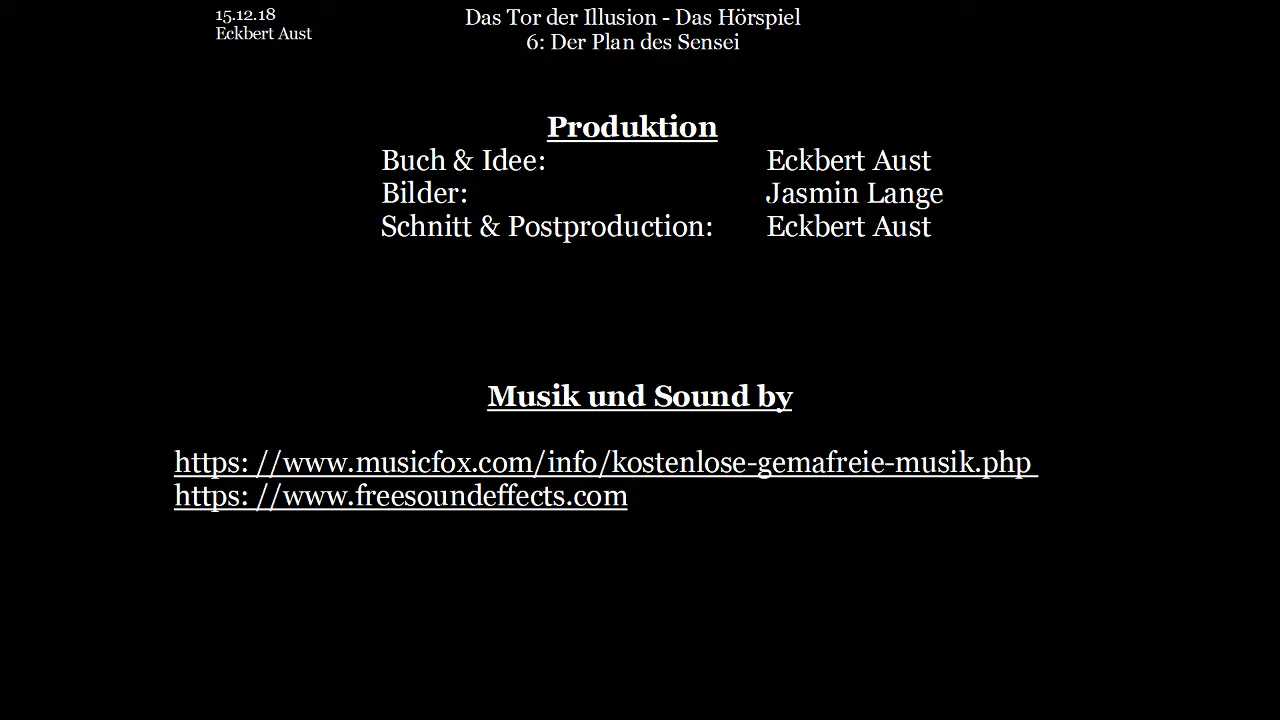 15.12.18
Eckbert Aust
Das Tor der Illusion - Das Hörspiel
6: Der Plan des Sensei
Produktion
Buch & Idee: Eckbert Aust
Bilder: Jasmin Lange
Schnitt & Postproduction: Eckbert Aust
Musik und Sound by
https: //www.musicfox.com/info/kostenlose-gemafreie-musik.php
https: //www.freesoundeffects.com